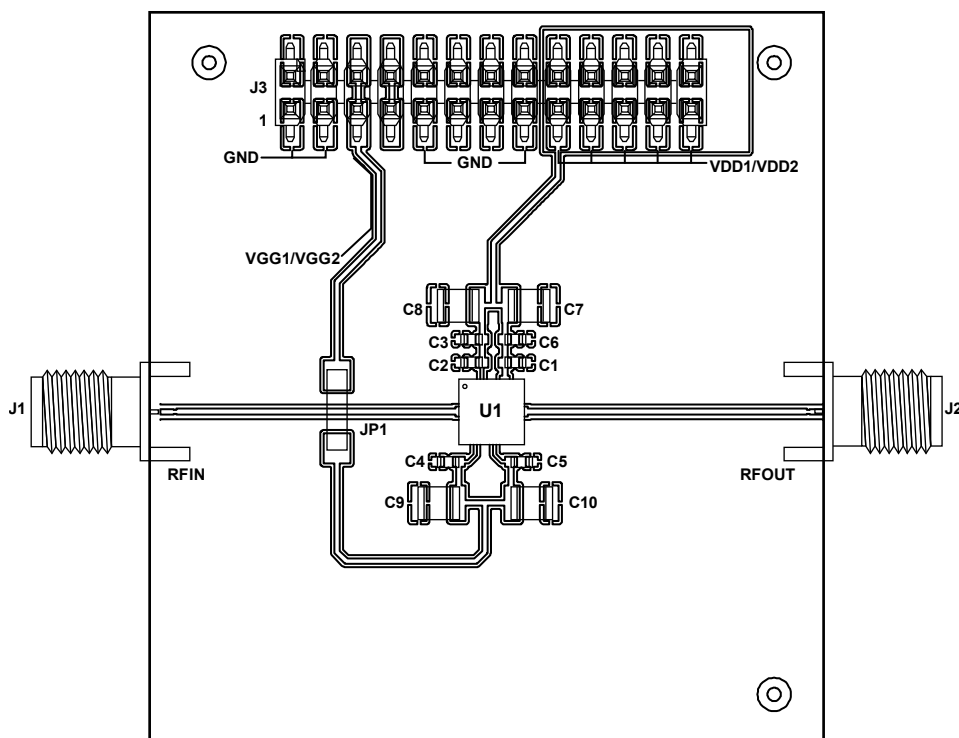 J3
1
GND
GND
VDD1/VDD2
VGG1/VGG2
C8
C7
C3
C6
C2
C1
J1
U1
J2
JP1
RFIN
RFOUT
C4
C5
C9
C10